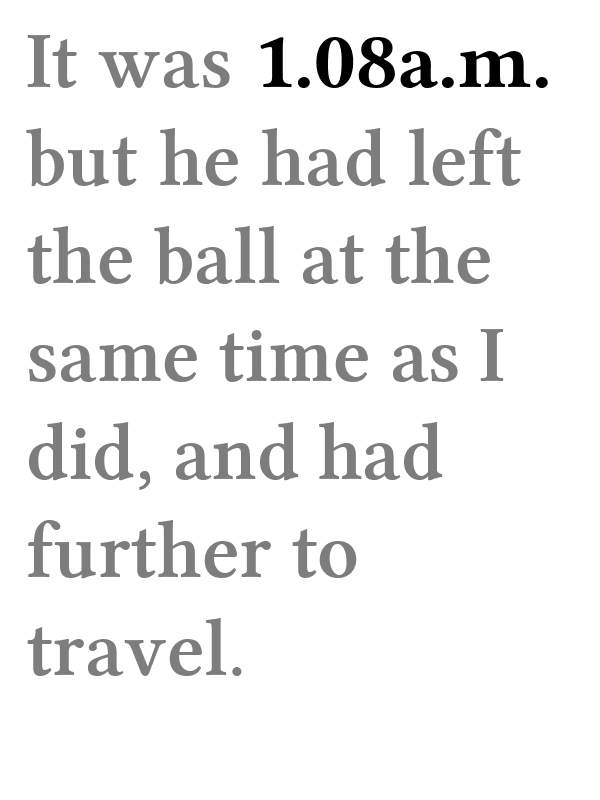 It was 1.08a.m.
but he had left
the ball at the
same time as I
did, and had
further to
travel.